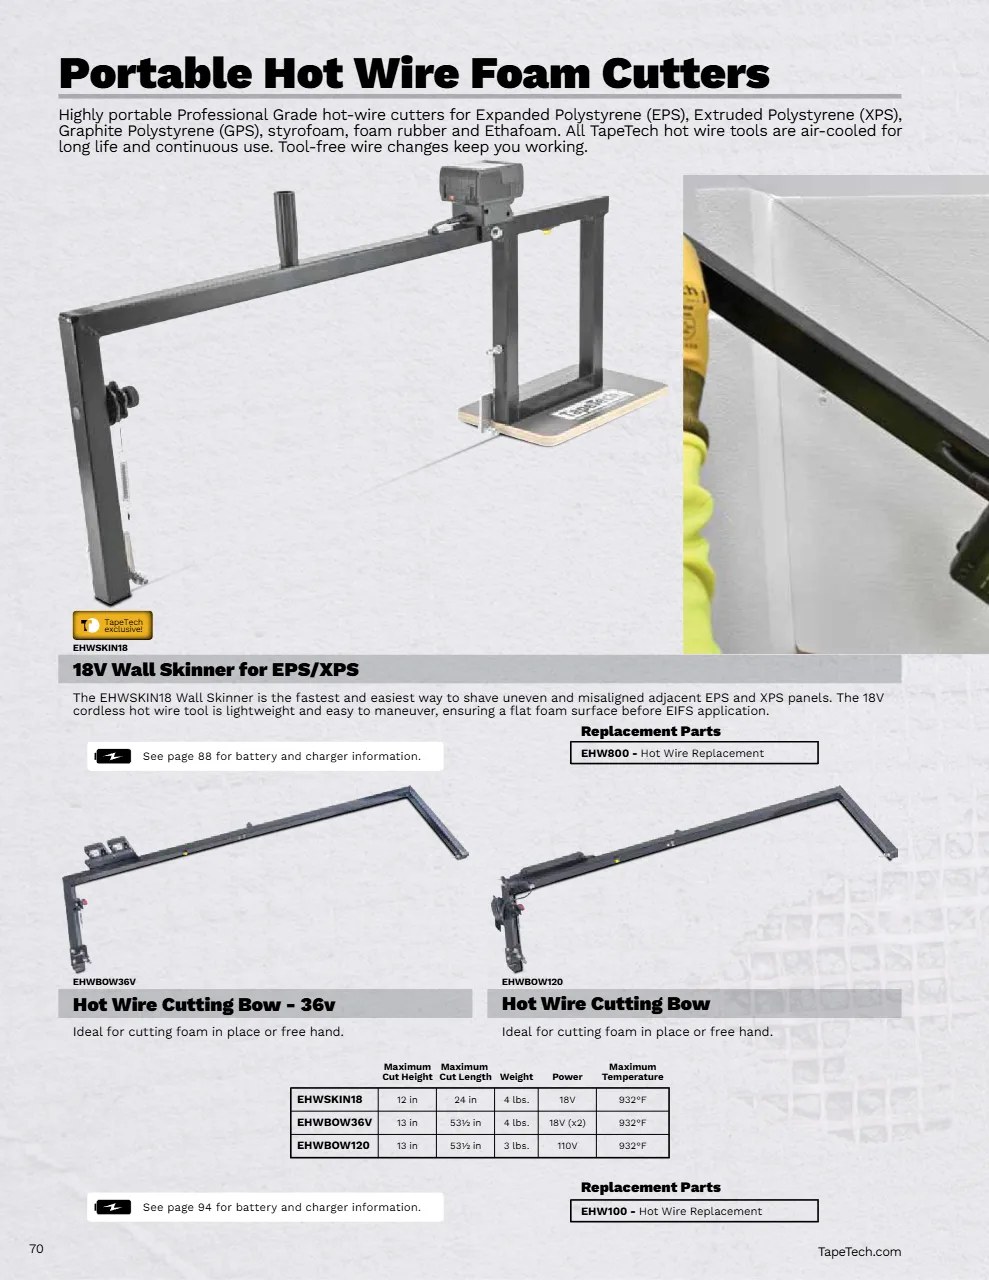 Portable Hot Wire Foam Cutters
Highly portable Professional Grade hot-wire cutters for Expanded Polystyrene (EPS), Extruded Polystyrene (XPS),
Graphite Polystyrene (GPS), styrofoam, foam rubber and Ethafoam. All TapeTech hot wire tools are air-cooled for
long life and continuous use. Tool-free wire changes keep you working.
TapeTech
TapeTech
exclusive!
EHWSKIN18
18V Wall Skinner for EPS/XPS
The EHWSKIN18 Wall Skinner is the fastest and easiest way to shave uneven and misaligned adjacent EPS and XPS panels. The 18V
cordless hot wire tool is lightweight and easy to maneuver, ensuring a flat foam surface before EIFS application.
Replacement Parts
EHW800 - Hot Wire Replacement
See page 88 for battery and charger information.
EHWBOW36V
Hot Wire Cutting Bow - 36v
Ideal for cutting foam in place or free hand.
EHWBOW120
Hot Wire Cutting Bow
Ideal for cutting foam in place or free hand.
Maximum Cut Height Maximum Cut Length Weight Power Maximum Temperature
EHWSKIN18 12 in 24 in 4 lbs. 18V 932°F
EHWBOW36V 13 in 53½ in 4 lbs. 18V (x2) 932°F
EHWBOW120 13 in 53½ in 3 lbs. 110V 932°F
Replacement Parts
EHW100 - Hot Wire Replacement
See page 94 for battery and charger information.
70
TapeTech.com